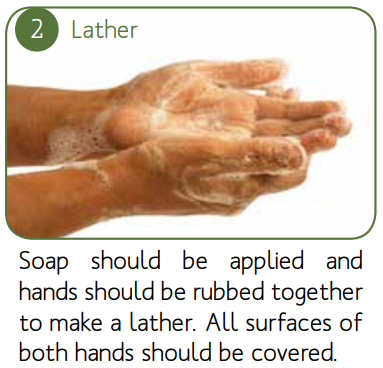 2 Lather
Soap should be applied and
hands should be rubbed together
to make a lather. All surfaces of
both hands should be covered.